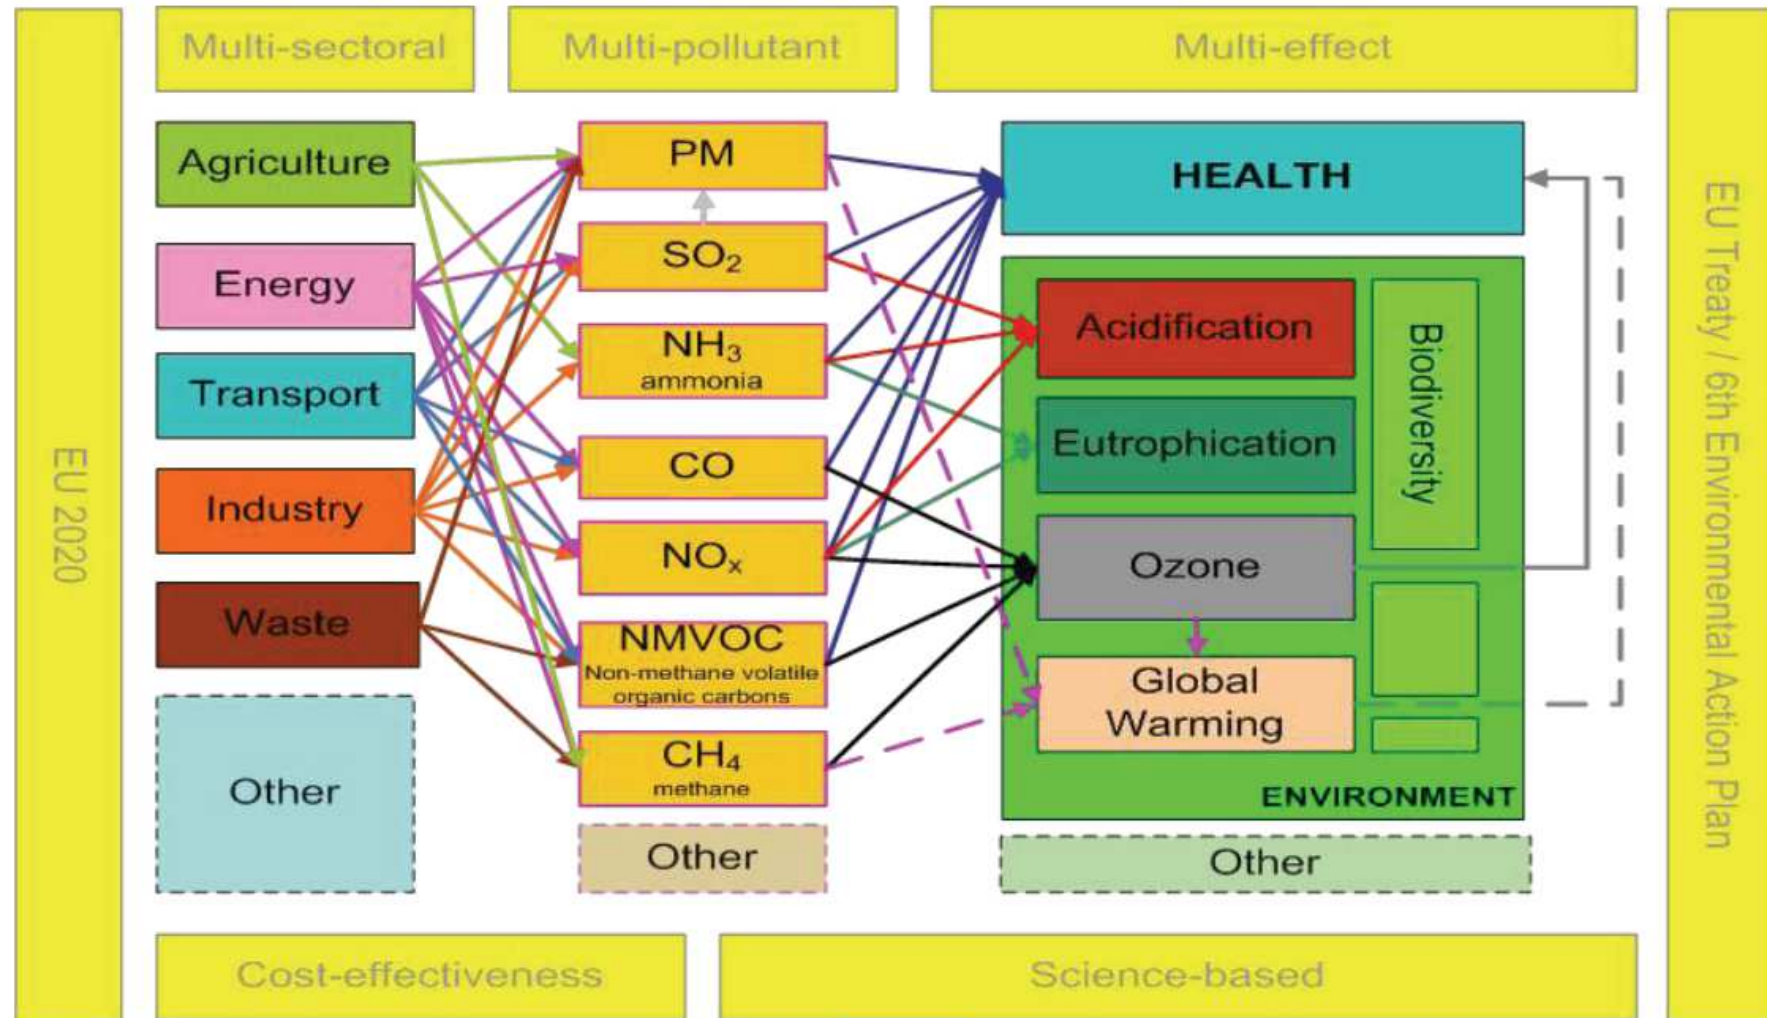 Multi-sectoral
Multi-pollutant
Multi-effect
EU 2020
Agriculture
Energy
Transport
Industry
Waste
Other
PM
SO₂
NH₃
ammonia
CO
NOₓ
NMVOC
Non-methane volatile
organic carbons
CH₄
methane
Other
HEALTH
Acidification
Eutrophication
Ozone
Global
Warming
Biodiversity
ENVIRONMENT
Other
EU Treaty / 6th Environmental Action Plan
Cost-effectiveness
Science-based